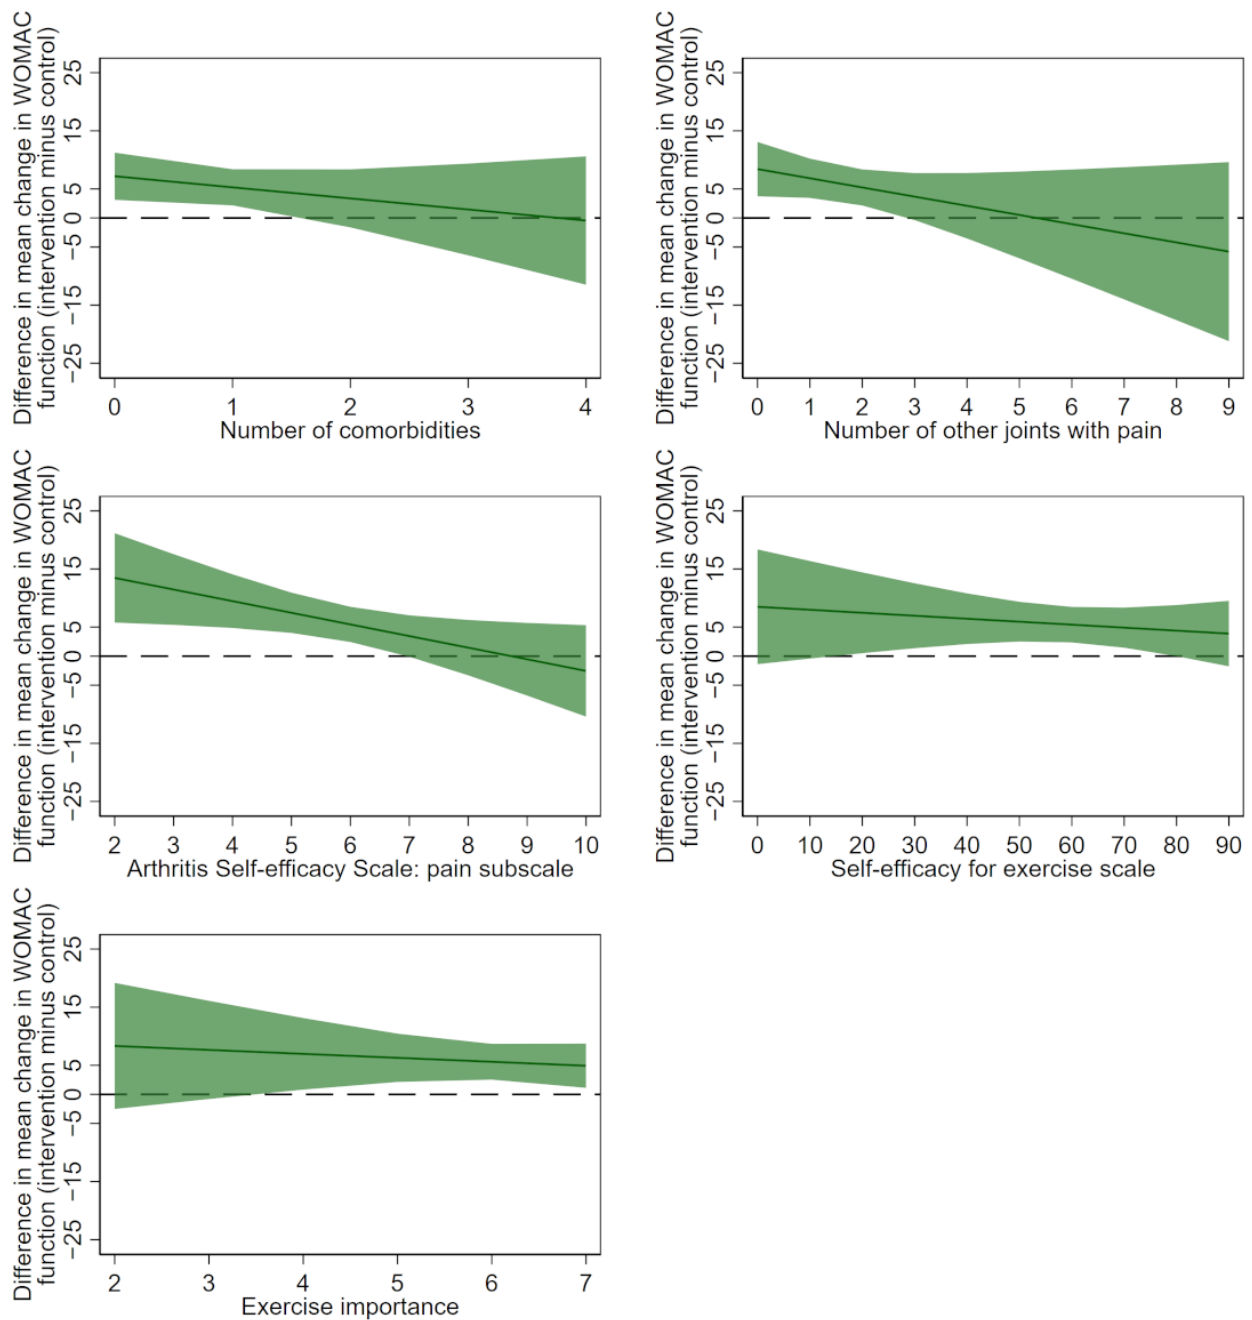 Difference in mean change in WOMAC
function (intervention minus control)
25
15
5
0
−5
−15
−25
0 1 2 3 4
Number of comorbidities
Difference in mean change in WOMAC
function (intervention minus control)
25
15
5
0
−5
−15
−25
0 1 2 3 4 5 6 7 8 9
Number of other joints with pain
Difference in mean change in WOMAC
function (intervention minus control)
25
15
5
0
−5
−15
−25
2 3 4 5 6 7 8 9 10
Arthritis Self-efficacy Scale: pain subscale
Difference in mean change in WOMAC
function (intervention minus control)
25
15
5
0
−5
−15
−25
0 10 20 30 40 50 60 70 80 90
Self-efficacy for exercise scale
Difference in mean change in WOMAC
function (intervention minus control)
25
15
5
0
−5
−15
−25
2 3 4 5 6 7
Exercise importance